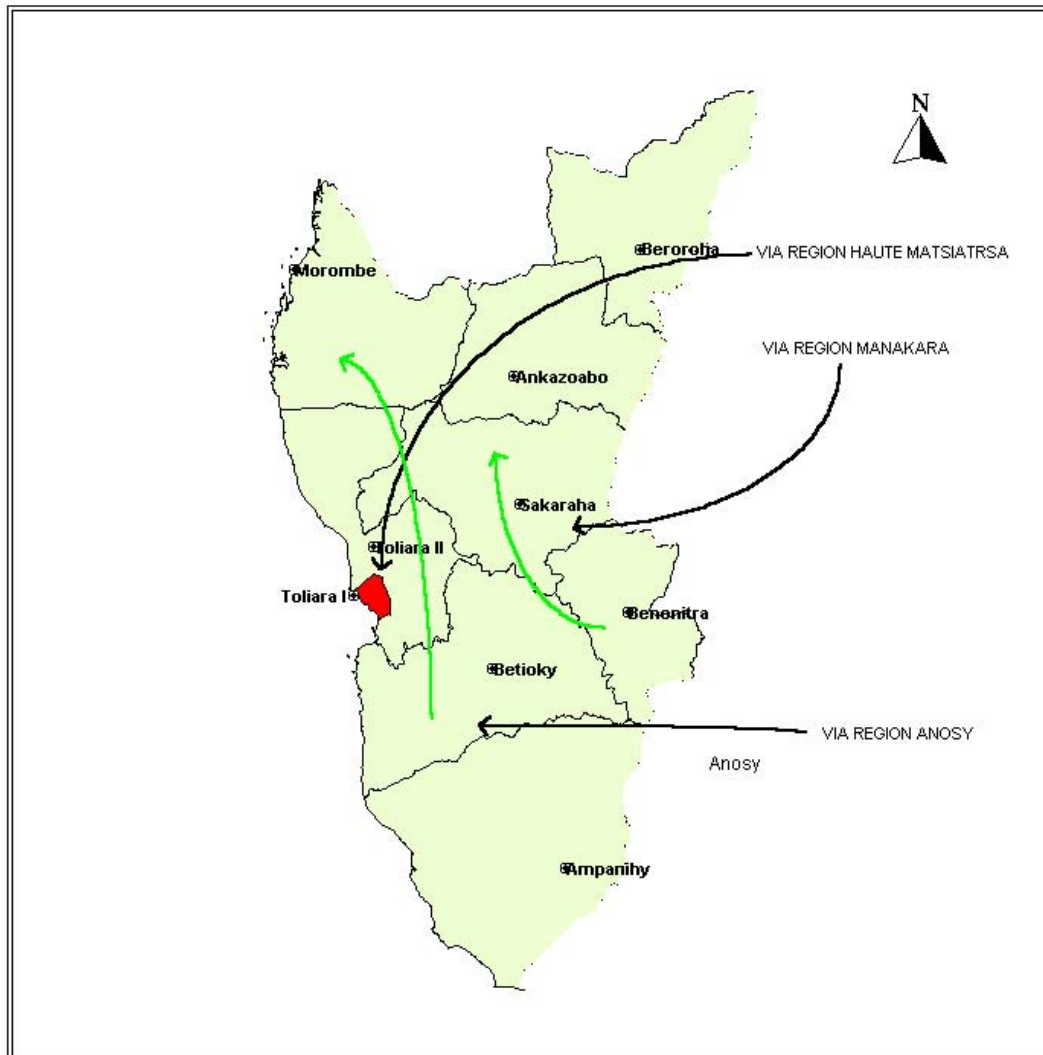 N
Beroroha
VIA REGION HAUTE MATSIATRSA
Morombe
VIA REGION MANAKARA
Ankazoabo
Sakaraha
Toliara II
Toliara I
Benonitra
Betioky
VIA REGION ANOSY
Anosy
Ampanihy